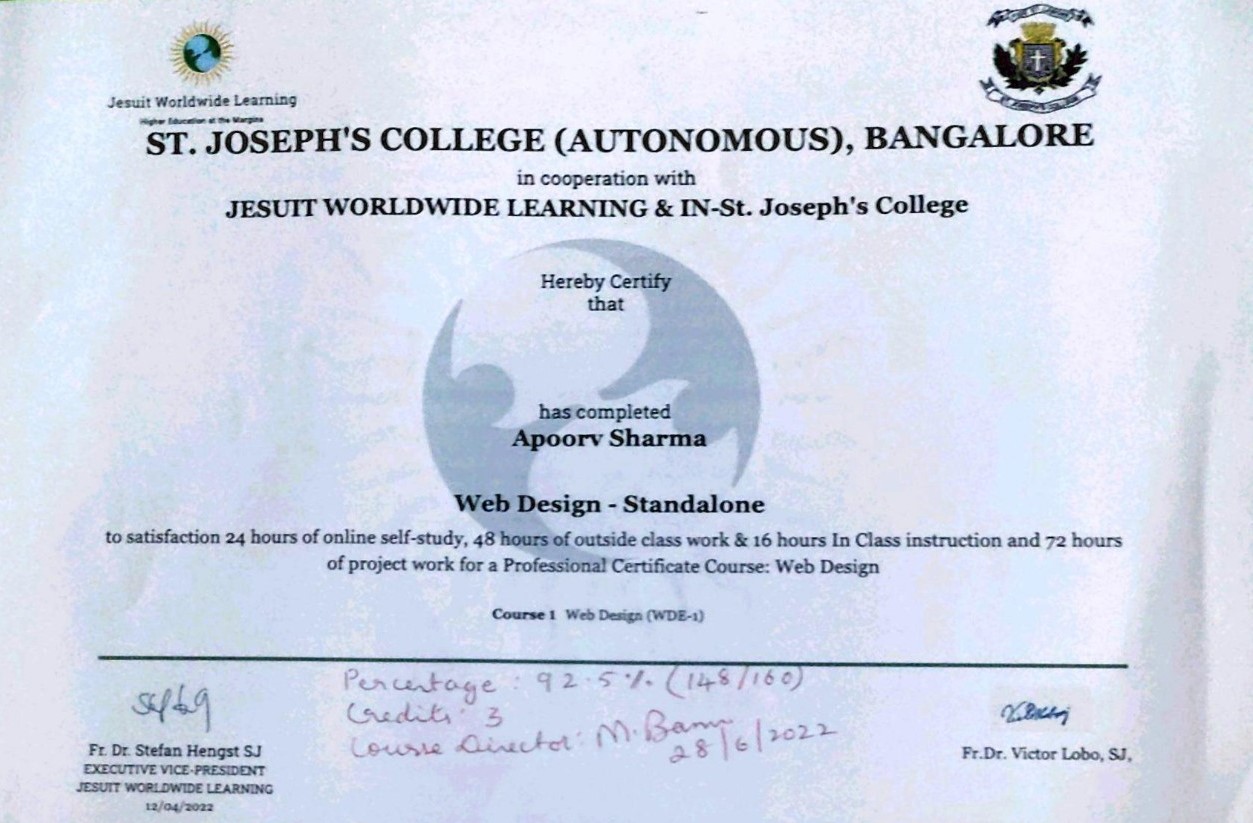 Jesuit Worldwide Learning
Higher Education at the Margins
ST. JOSEPH'S COLLEGE (AUTONOMOUS), BANGALORE
in cooperation with
JESUIT WORLDWIDE LEARNING & IN-St. Joseph's College
Hereby Certify
that
has completed
Apoorv Sharma
Web Design - Standalone
to satisfaction 24 hours of online self-study, 48 hours of outside class work & 16 hours In Class instruction and 72 hours
of project work for a Professional Certificate Course: Web Design
Course 1 Web Design (WDE-1)
Percentage : 92.5% (148/160)
Credits: 3
Course Director: M.
28/6/2022
Fr. Dr. Stefan Hengst SJ
EXECUTIVE VICE-PRESIDENT
JESUIT WORLDWIDE LEARNING
12/04/2022
Fr.Dr. Victor Lobo, SJ,